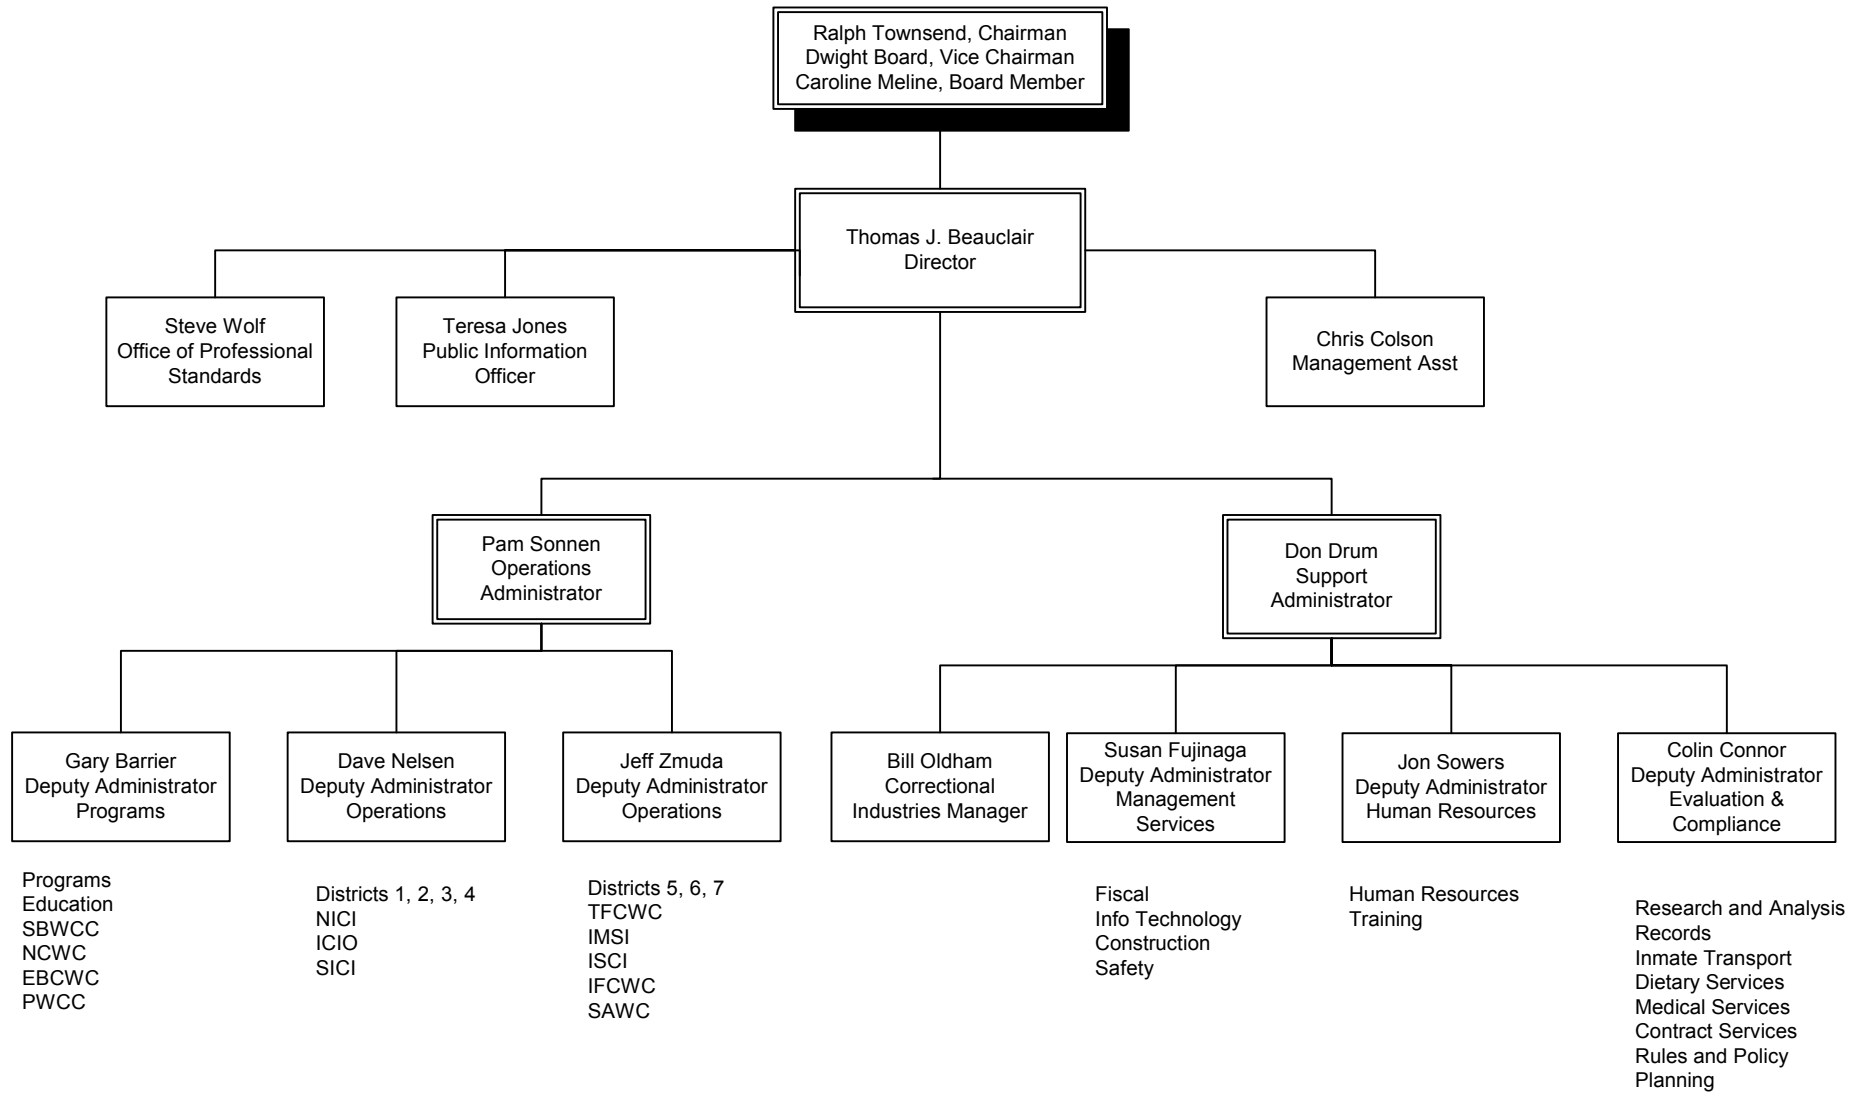 Ralph Townsend, Chairman
Dwight Board, Vice Chairman
Caroline Meline, Board Member
Thomas J. Beauclair
Director
Steve Wolf
Office of Professional
Standards
Teresa Jones
Public Information
Officer
Chris Colson
Management Asst
Pam Sonnen
Operations
Administrator
Don Drum
Support
Administrator
Gary Barrier
Deputy Administrator
Programs
Dave Nelsen
Deputy Administrator
Operations
Jeff Zmuda
Deputy Administrator
Operations
Bill Oldham
Correctional
Industries Manager
Susan Fujinaga
Deputy Administrator
Management
Services
Jon Sowers
Deputy Administrator
Human Resources
Colin Connor
Deputy Administrator
Evaluation &
Compliance
Programs
Education
SBWCC
NCWC
EBCWC
PWCC
Districts 1, 2, 3, 4
NICI
ICIO
SICI
Districts 5, 6, 7
TFCWC
IMSI
ISCI
IFCWC
SAWC
Fiscal
Info Technology
Construction
Safety
Human Resources
Training
Research and Analysis
Records
Inmate Transport
Dietary Services
Medical Services
Contract Services
Rules and Policy
Planning